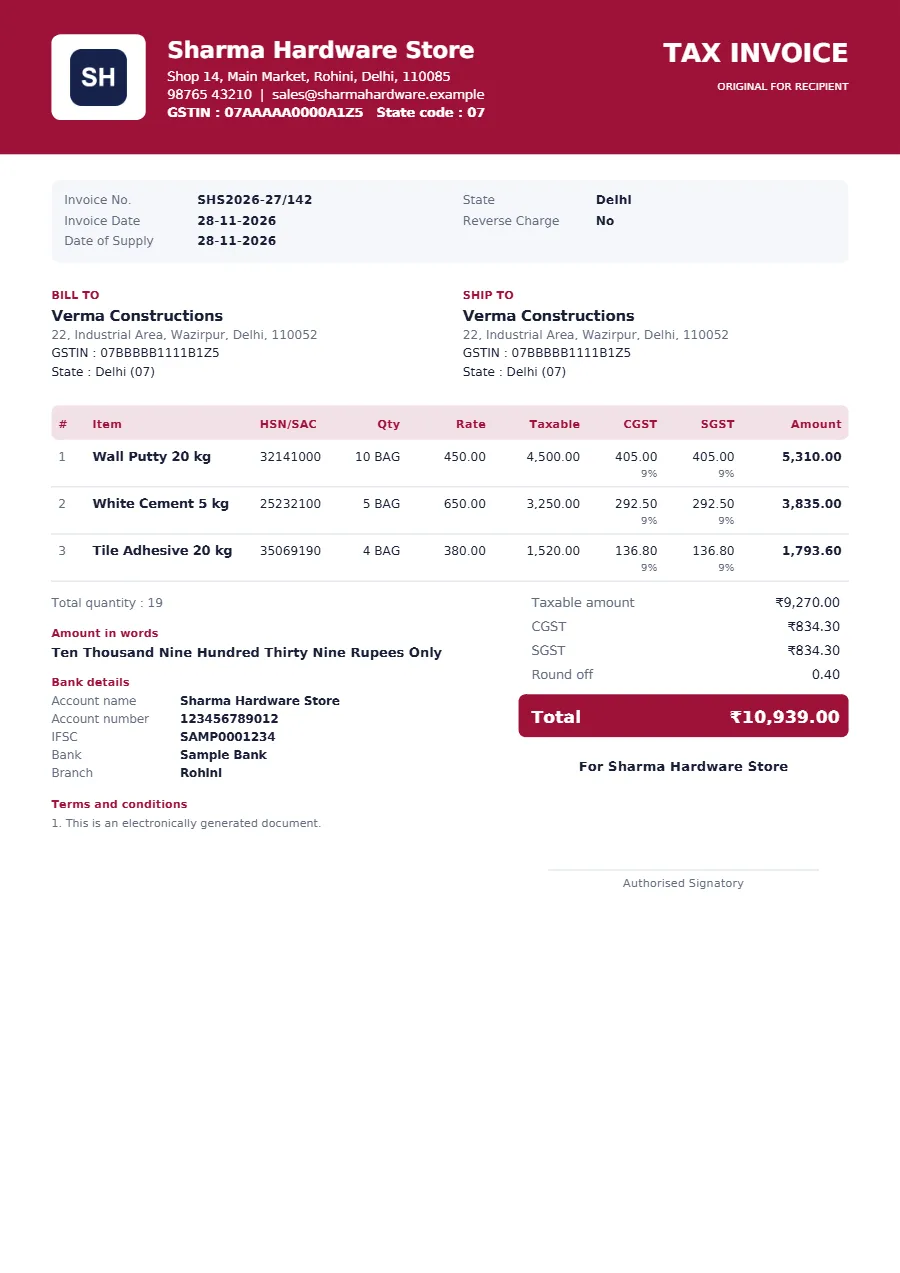 SH
Sharma Hardware Store
Shop 14, Main Market, Rohini, Delhi, 110085
98765 43210 | sales@sharmahardware.example
GSTIN : 07AAAAA0000A1Z5 State code : 07
TAX INVOICE
ORIGINAL FOR RECIPIENT
Invoice No. SHS2026-27/142
Invoice Date 28-11-2026
Date of Supply 28-11-2026
State Delhi
Reverse Charge No
BILL TO
Verma Constructions
22, Industrial Area, Wazirpur, Delhi, 110052
GSTIN : 07BBBBB1111B1Z5
State : Delhi (07)
SHIP TO
Verma Constructions
22, Industrial Area, Wazirpur, Delhi, 110052
GSTIN : 07BBBBB1111B1Z5
State : Delhi (07)
# Item HSN/SAC Qty Rate Taxable CGST SGST Amount
1 Wall Putty 20 kg 32141000 10 BAG 450.00 4,500.00 405.00 405.00 5,310.00
9% 9%
2 White Cement 5 kg 25232100 5 BAG 650.00 3,250.00 292.50 292.50 3,835.00
9% 9%
3 Tile Adhesive 20 kg 35069190 4 BAG 380.00 1,520.00 136.80 136.80 1,793.60
9% 9%
Total quantity : 19
Amount in words
Ten Thousand Nine Hundred Thirty Nine Rupees Only
Bank details
Account name Sharma Hardware Store
Account number 123456789012
IFSC SAMP0001234
Bank Sample Bank
Branch Rohini
Terms and conditions
1. This is an electronically generated document.
Taxable amount ₹9,270.00
CGST ₹834.30
SGST ₹834.30
Round off 0.40
Total ₹10,939.00
For Sharma Hardware Store
Authorised Signatory